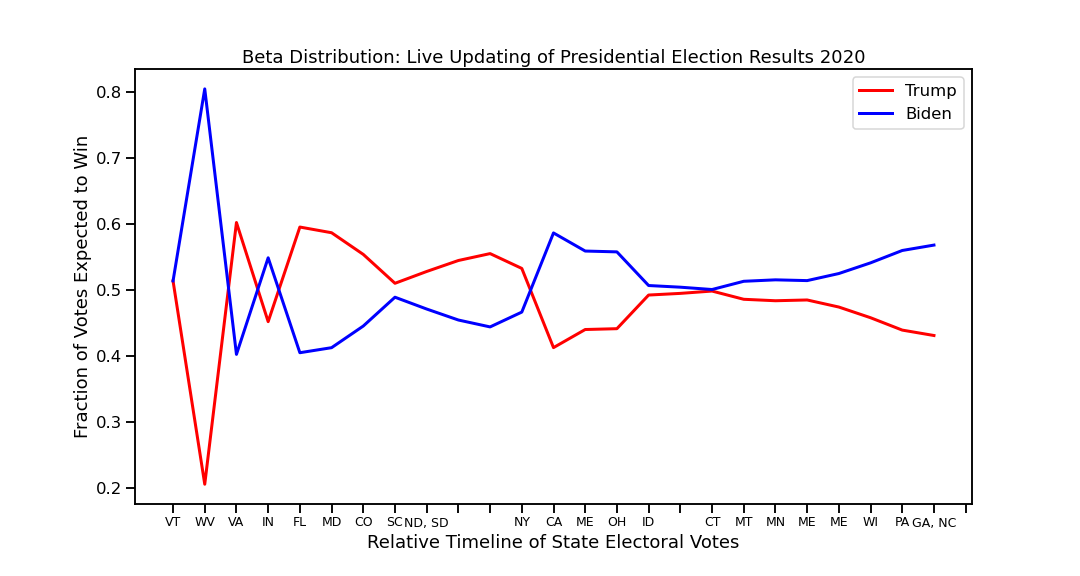 Beta Distribution: Live Updating of Presidential Election Results 2020
Trump
Biden
Fraction of Votes Expected to Win
0.8
0.7
0.6
0.5
0.4
0.3
0.2
VT WV VA IN FL MD CO SC ND, SD NY CA ME OH ID CT MT MN ME ME WI PA GA, NC
Relative Timeline of State Electoral Votes